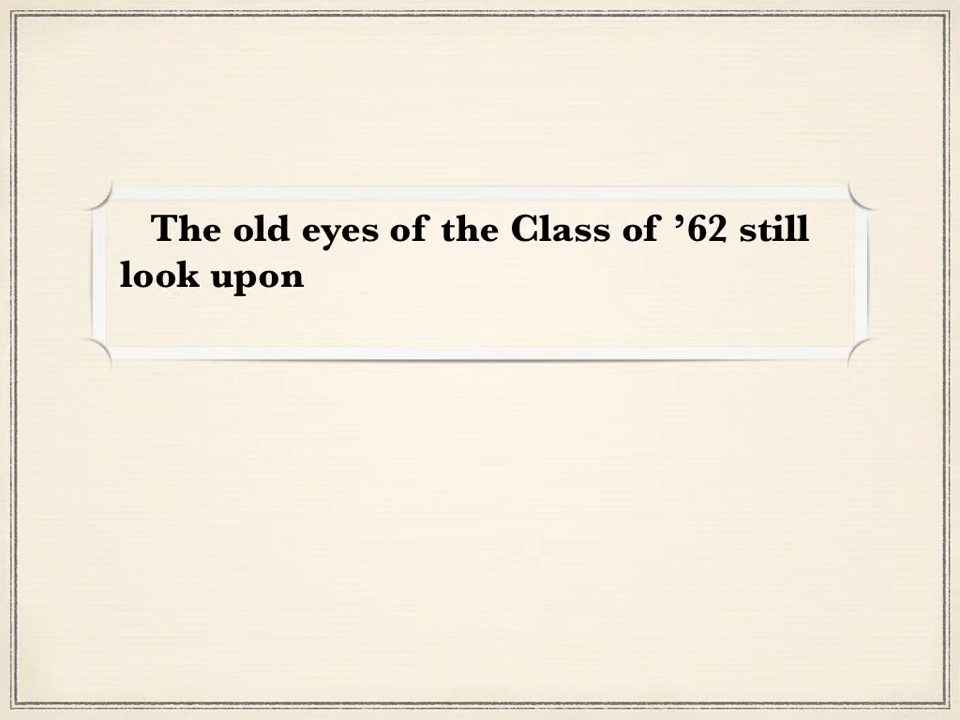 The old eyes of the Class of ’62 still
look upon